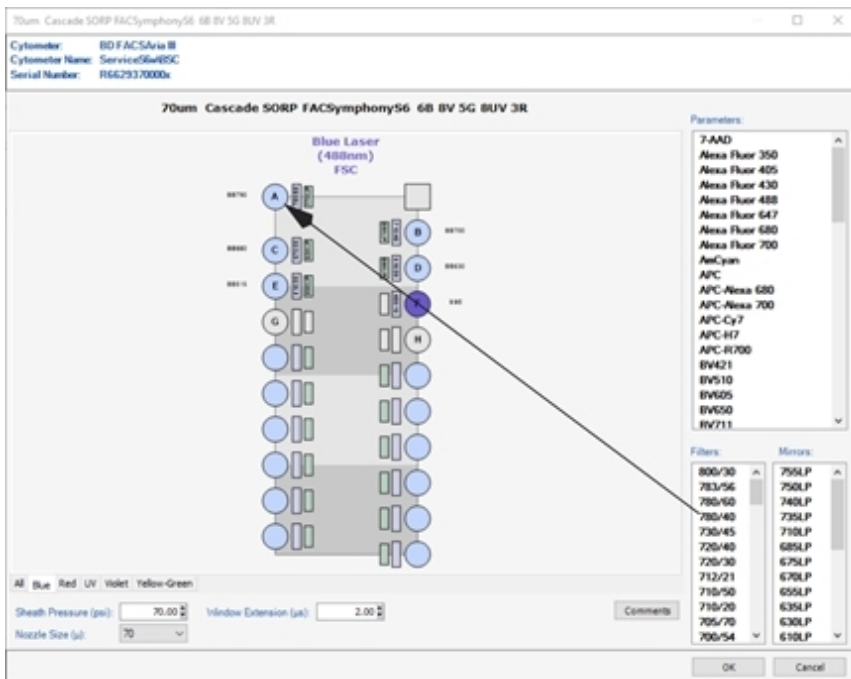 70um Cascade SORP FACSymphonyS6 6B 8V 5G 8UV 3R
Cytometer: BD FACSAria III
Cytometer Name:
Serial Number: R6629370000x
70um Cascade SORP FACSymphonyS6 6B 8V 5G 8UV 3R
Blue Laser
(488nm)
FSC
A
B
C
D
E
G
H
Parameters:
7-AAD
Alexa Fluor 350
Alexa Fluor 405
Alexa Fluor 430
Alexa Fluor 488
Alexa Fluor 647
Alexa Fluor 680
Alexa Fluor 700
AmCyan
APC
APC-Alexa 680
APC-Alexa 700
APC-Cy7
APC-H7
APC-R700
BV421
BV510
BV605
BV650
BV711
Filters:
800/30
783/56
780/60
780/40
730/45
720/40
720/30
712/21
710/50
710/20
705/70
700/54
Mirrors:
755LP
750LP
740LP
735LP
710LP
685LP
675LP
670LP
655LP
635LP
630LP
610LP
All Blue Red UV Violet Yellow-Green
Sheath Pressure (psi): 70.00 Window Extension (µs): 2.00 Comments
Nozzle Size (µ): 70
OK Cancel